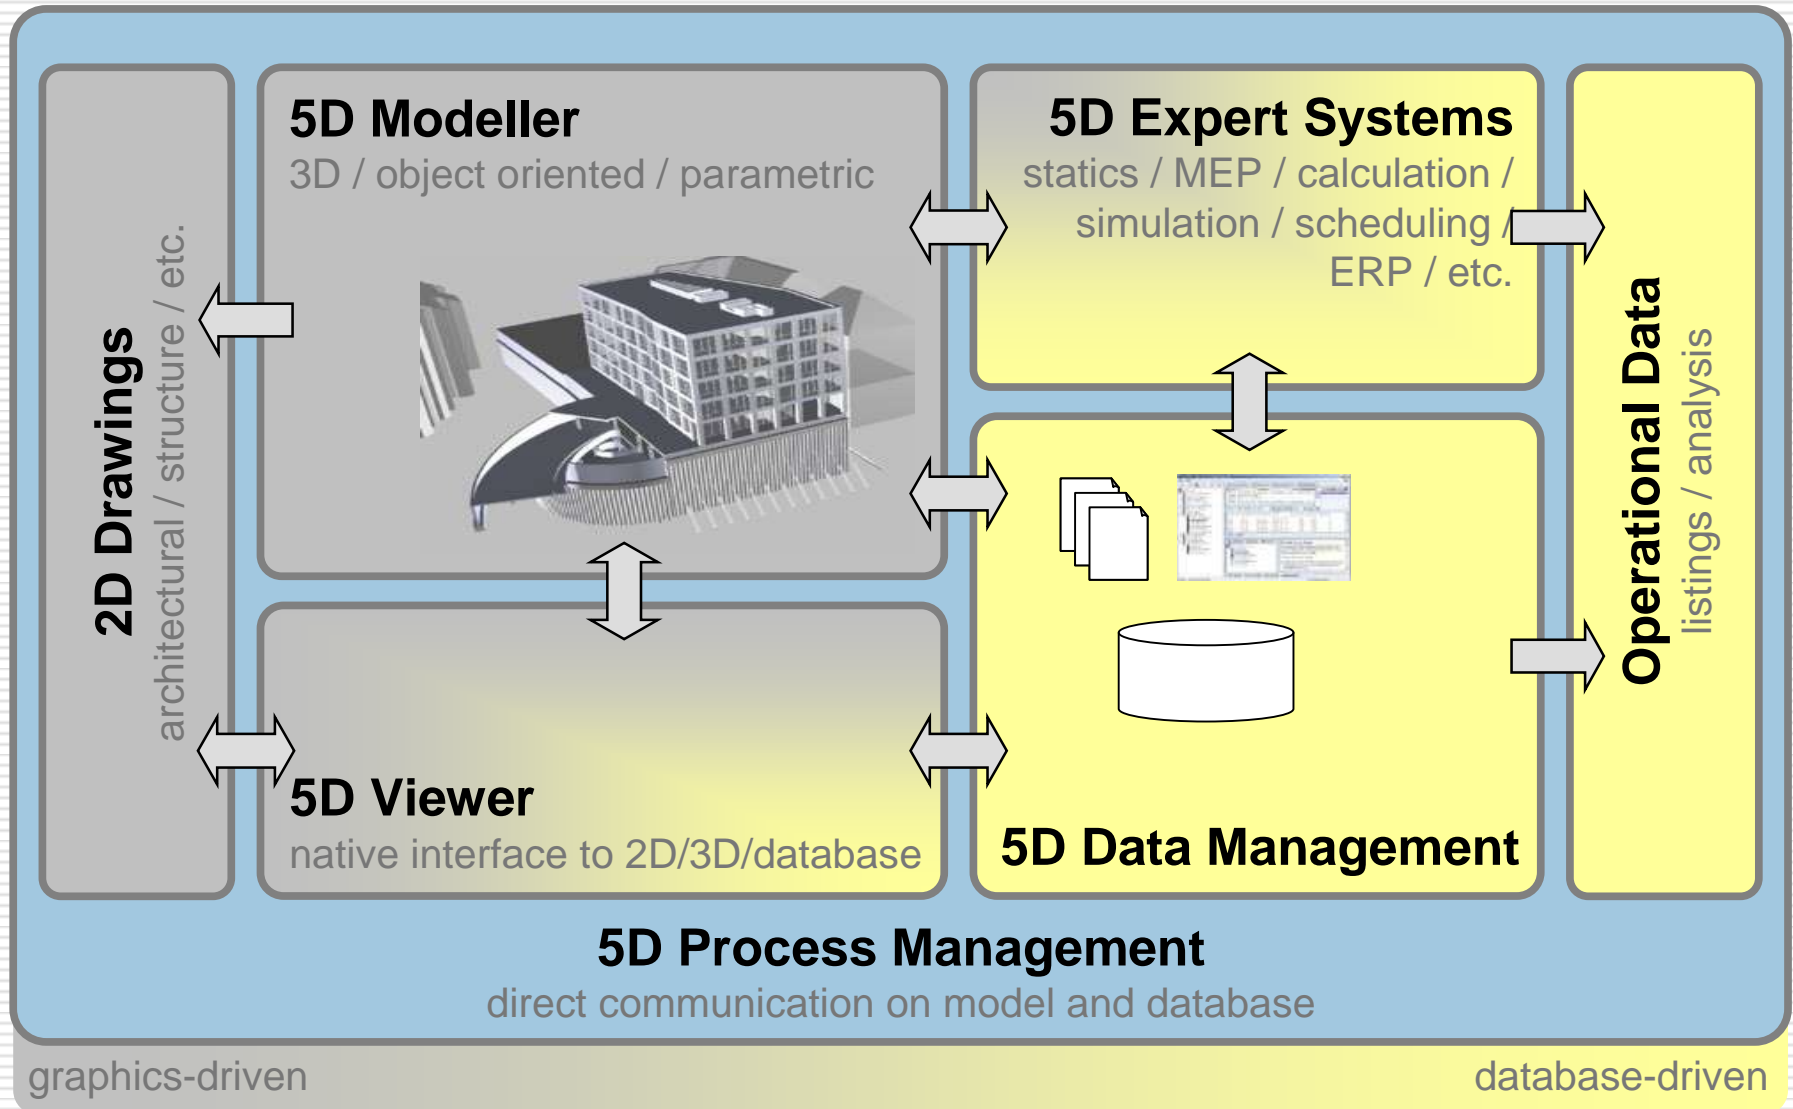 2D Drawings
architectural / structure / etc.
5D Modeller
3D / object oriented / parametric
5D Expert Systems
statics / MEP / calculation /
simulation / scheduling /
ERP / etc.
Operational Data
listings / analysis
5D Viewer
native interface to 2D/3D/database
5D Data Management
5D Process Management
direct communication on model and database
graphics-driven
database-driven